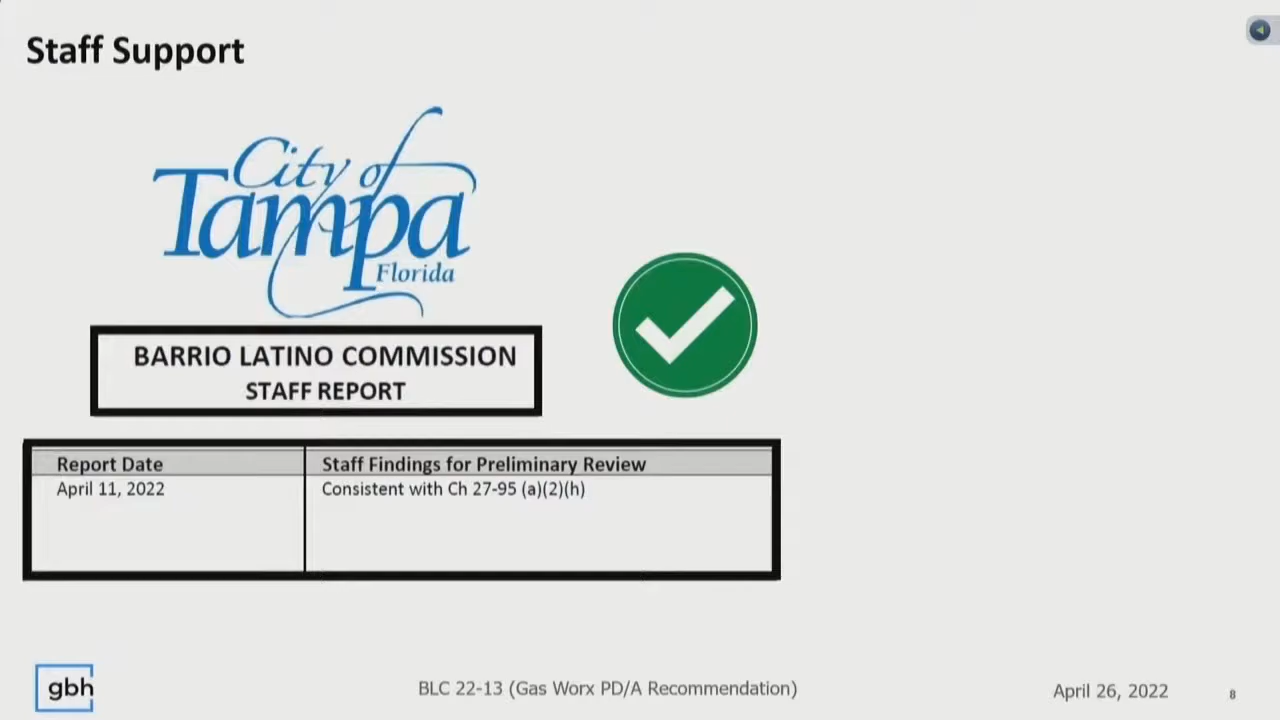 Staff Support
City of
Tampa
Florida
BARRIO LATINO COMMISSION
STAFF REPORT
Report Date Staff Findings for Preliminary Review
April 11, 2022 Consistent with Ch 27-95 (a)(2)(h)
gbh BLC 22-13 (Gas Worx PD/A Recommendation) April 26, 2022 8